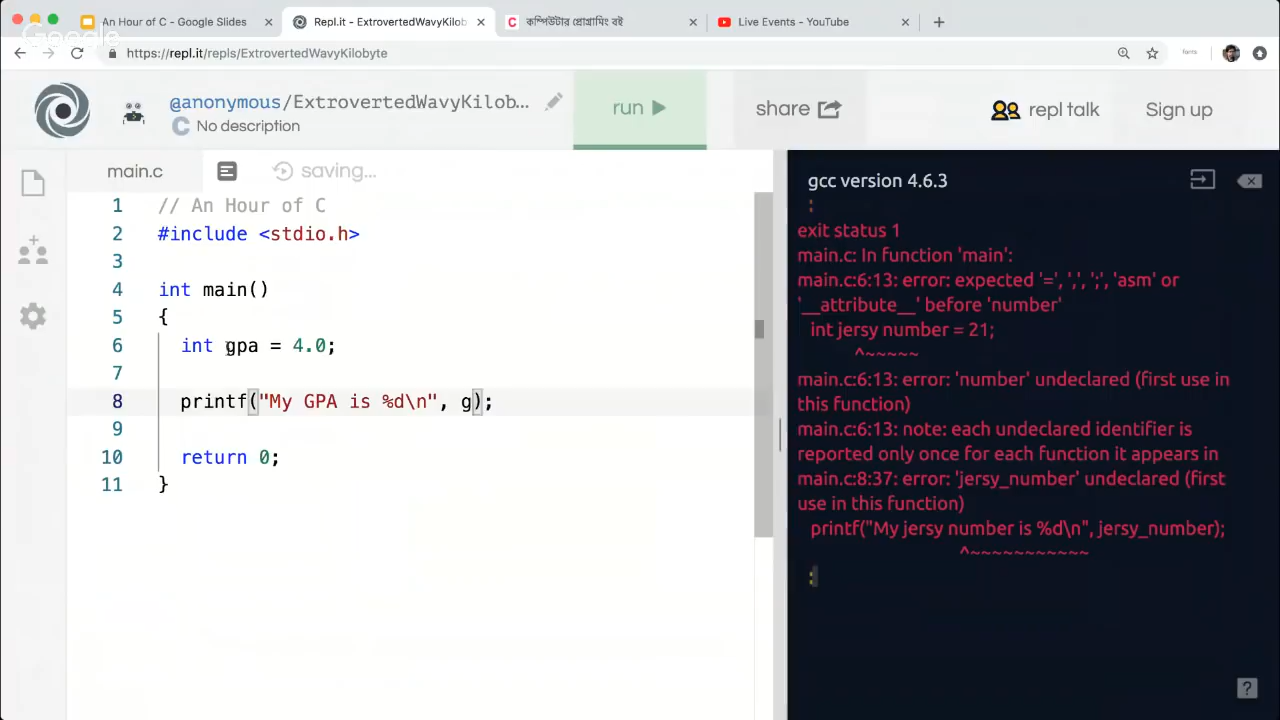 An Hour of C - Google Slides
Repl.it - ExtrovertedWavyKilob
কম্পিউটার প্রোগ্রামিং বই
Live Events - YouTube
Google
https://repl.it/repls/ExtrovertedWavyKilobyte
fonts
@anonymous/ExtrovertedWavyKilob...
No description
run
share
repl talk
Sign up
main.c
saving...
1 // An Hour of C
2 #include <stdio.h>
3
4 int main()
5 {
6 int gpa = 4.0;
7
8 printf("My GPA is %d\n", g);
9
10 return 0;
11 }
gcc version 4.6.3
:
exit status 1
main.c: In function 'main':
main.c:6:13: error: expected '=', ',', ';', 'asm' or
'__attribute__' before 'number'
int jersy number = 21;
^~~~~~
main.c:6:13: error: 'number' undeclared (first use in
this function)
main.c:6:13: note: each undeclared identifier is
reported only once for each function it appears in
main.c:8:37: error: 'jersy_number' undeclared (first
use in this function)
printf("My jersy number is %d\n", jersy_number);
^~~~~~~~~~~~
:
?